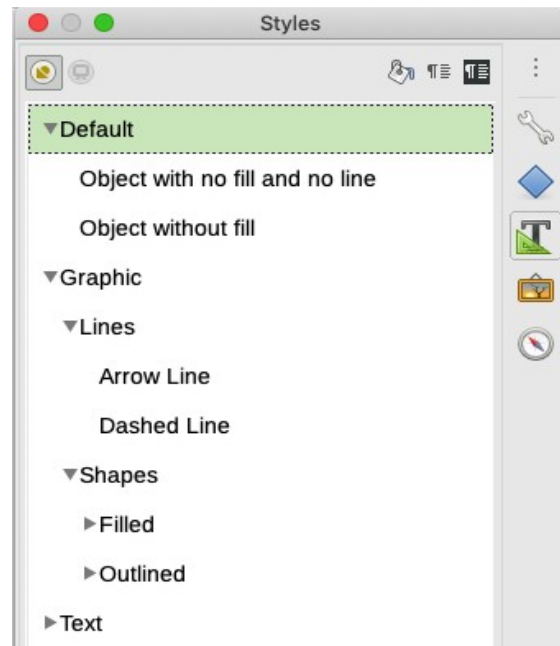 Styles
Default
Object with no fill and no line
Object without fill
Graphic
Lines
Arrow Line
Dashed Line
Shapes
Filled
Outlined
Text